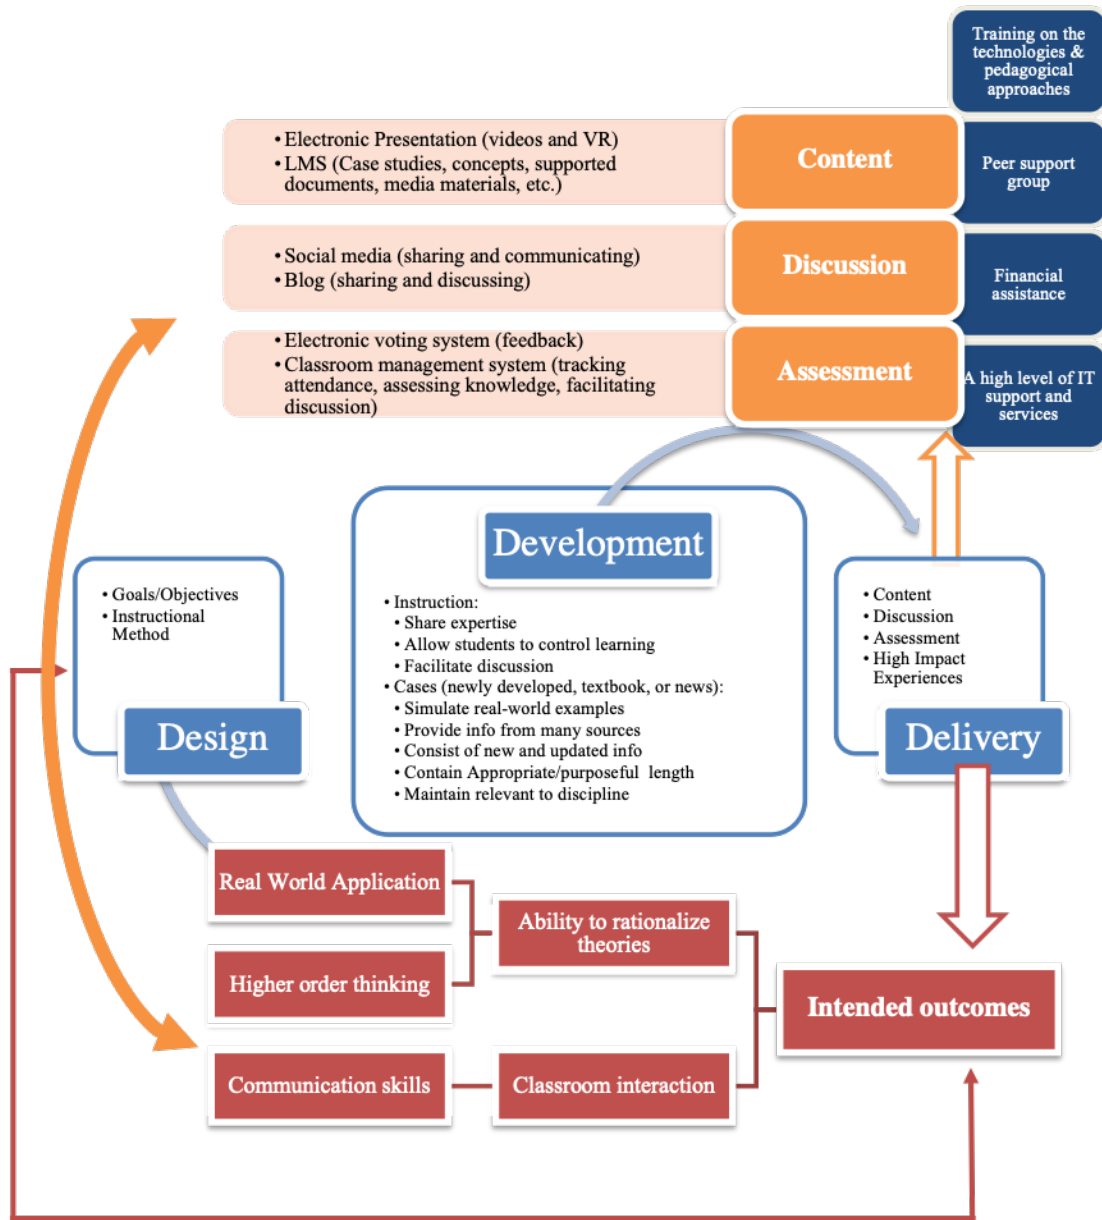 Training on the
technologies &
pedagogical
approaches
• Electronic Presentation (videos and VR)
• LMS (Case studies, concepts, supported
documents, media materials, etc.)
Content
Peer support
group
• Social media (sharing and communicating)
• Blog (sharing and discussing)
Discussion
Financial
assistance
• Electronic voting system (feedback)
• Classroom management system (tracking
attendance, assessing knowledge, facilitating
discussion)
Assessment
A high level of IT
support and
services
• Goals/Objectives
• Instructional
Method
Design
Development
• Instruction:
• Share expertise
• Allow students to control learning
• Facilitate discussion
• Cases (newly developed, textbook, or news):
• Simulate real-world examples
• Provide info from many sources
• Consist of new and updated info
• Contain Appropriate/purposeful length
• Maintain relevant to discipline
• Content
• Discussion
• Assessment
• High Impact
Experiences
Delivery
Real World Application
Higher order thinking
Ability to rationalize
theories
Communication skills
Classroom interaction
Intended outcomes